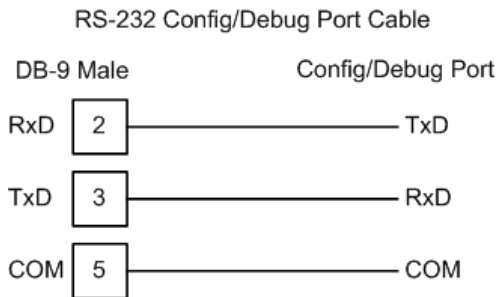 RS-232 Config/Debug Port Cable
DB-9 Male Config/Debug Port
RxD 2 TxD
TxD 3 RxD
COM 5 COM